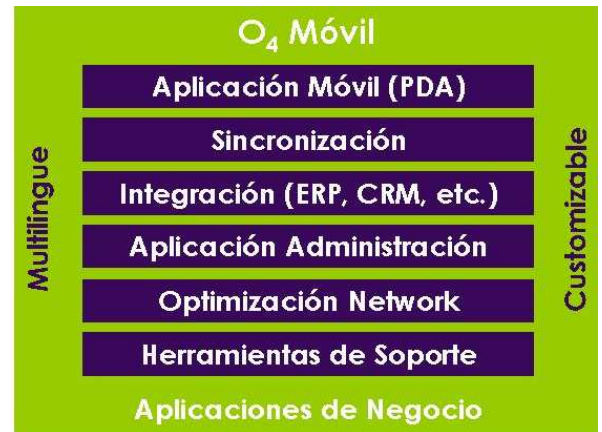 O₄ Móvil
Aplicación Móvil (PDA)
Sincronización
Integración (ERP, CRM, etc.)
Aplicación Administración
Optimización Network
Herramientas de Soporte
Aplicaciones de Negocio
Multilingue
Customizable